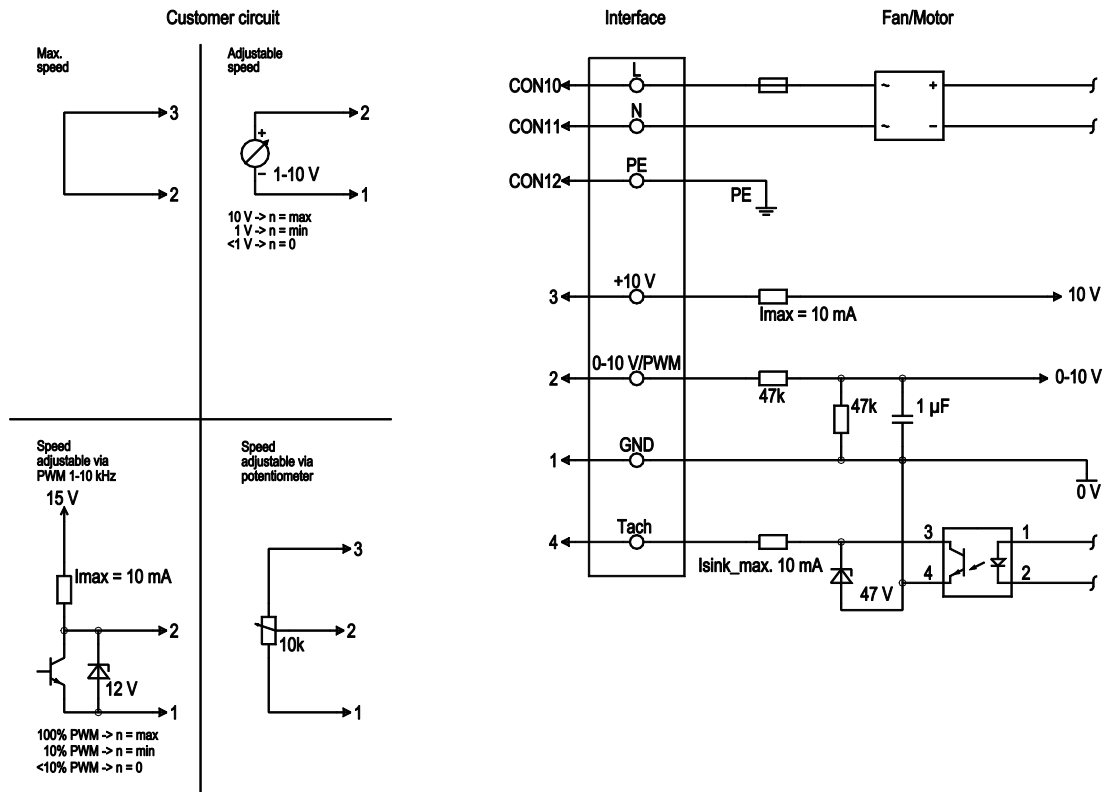 Customer circuit
Interface
Fan/Motor
Max.
speed
3
2
Adjustable
speed
2
+
–
1-10 V
1
10 V -> n = max
1 V -> n = min
<1 V -> n = 0
Speed
adjustable via
PWM 1-10 kHz
15 V
Imax = 10 mA
2
12 V
1
100% PWM -> n = max
10% PWM -> n = min
<10% PWM -> n = 0
Speed
adjustable via
potentiometer
3
2
10k
1
L
CON10
~ +
N
CON11
~ –
PE
CON12
PE
+10 V
3
10 V
Imax = 10 mA
0-10 V/PWM
2
0-10 V
47k
47k
1 µF
GND
1
0 V
Tach
4
3
1
Isink_max. 10 mA
4
2
47 V